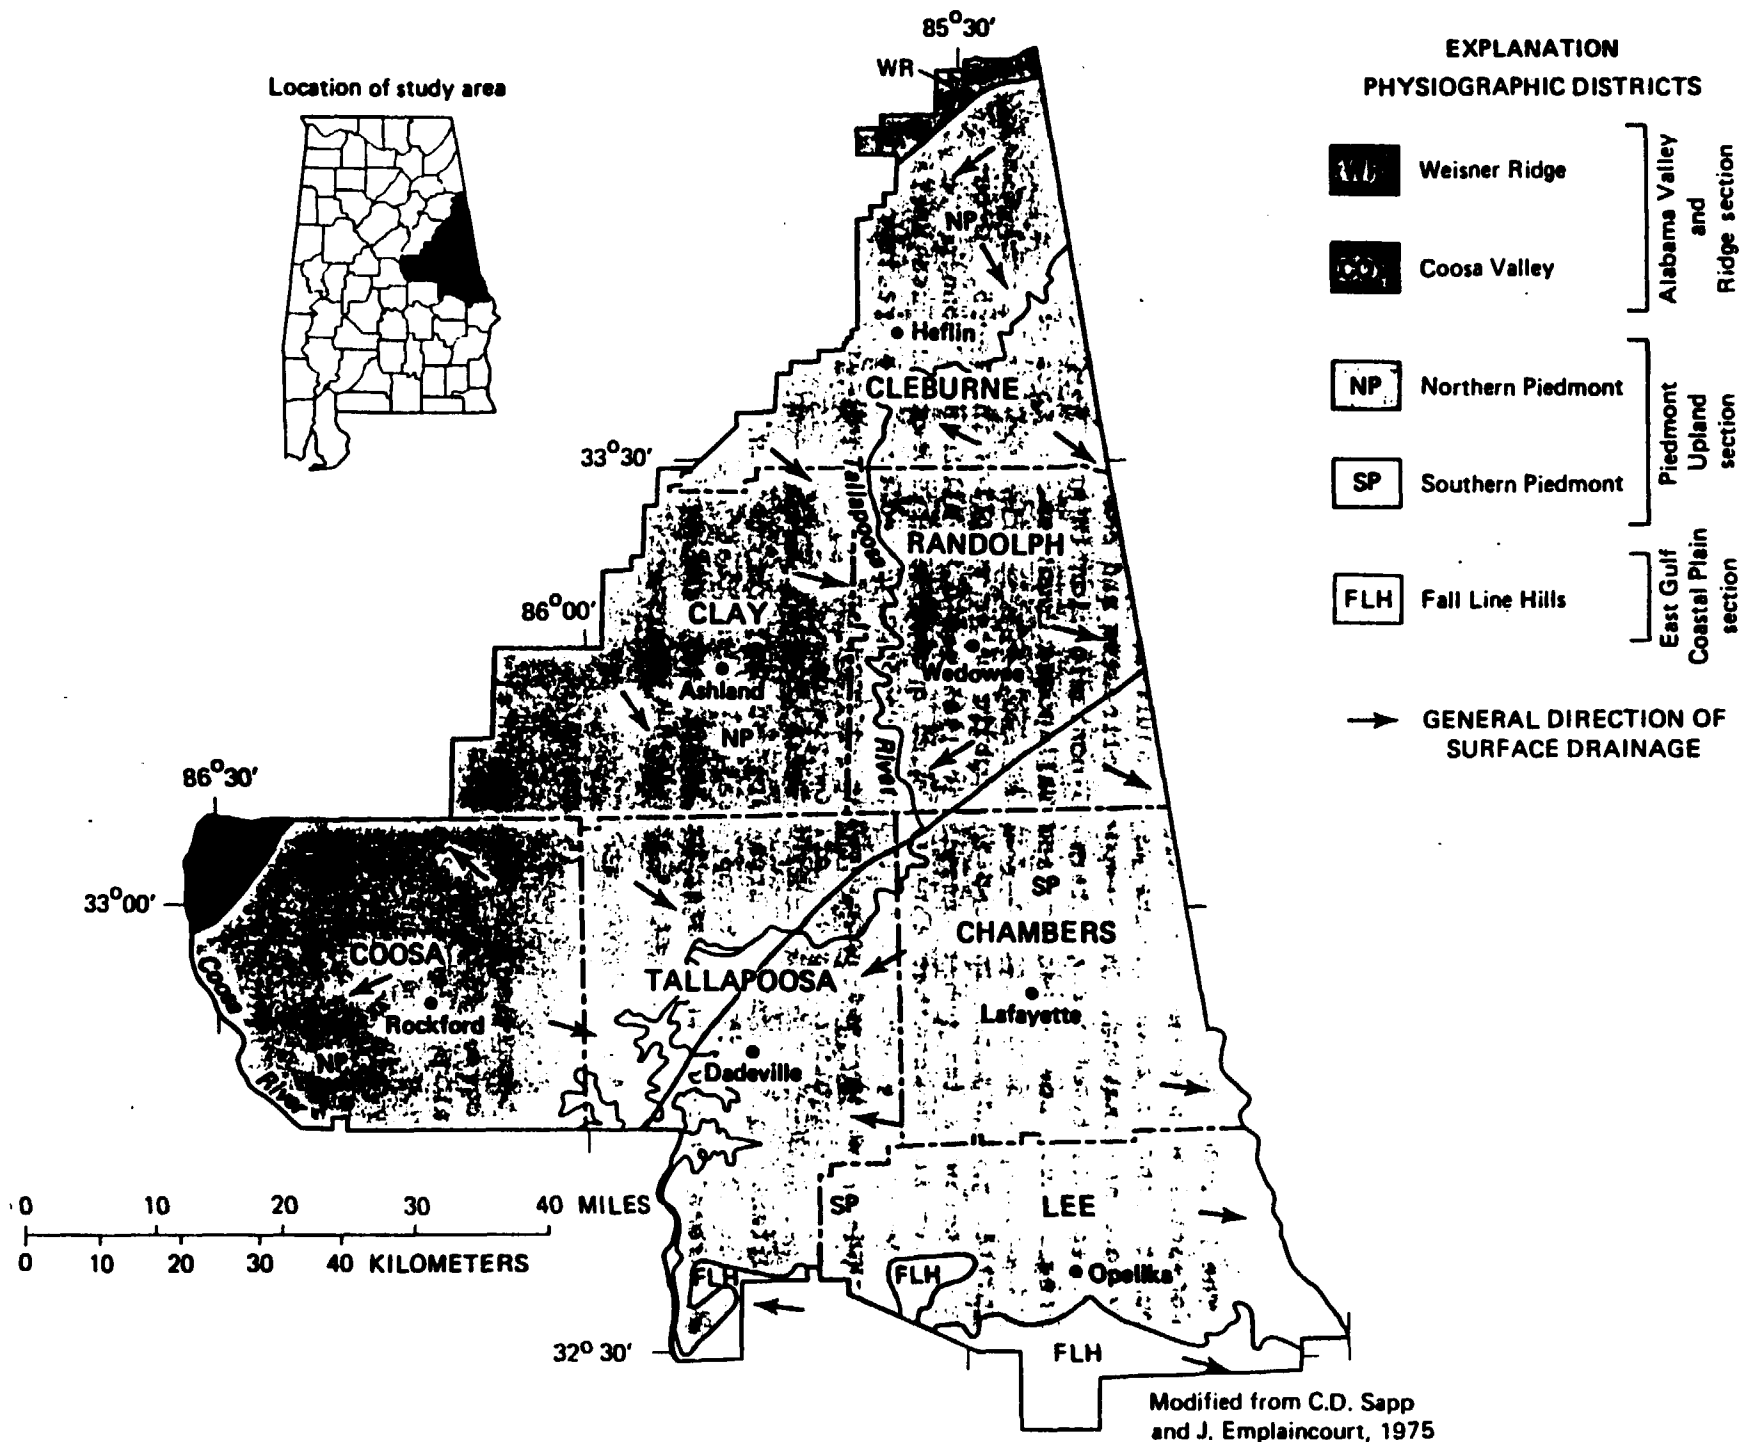 Location of study area
85°30'
WR
NP
Heflin
CLEBURNE
33°30'
Tallapoosa
RANDOLPH
CLAY
86°00'
Wedowee
Ashland
NP
River
86°30'
33°00'
SP
CHAMBERS
COOSA
TALLAPOOSA
Coosa
Rockford
Lafayette
NP
Dadeville
River
0 10 20 30 40 MILES
0 10 20 30 40 KILOMETERS
SP
LEE
FLH
FLH
Opelika
32° 30'
FLH
EXPLANATION
PHYSIOGRAPHIC DISTRICTS
Weisner Ridge
Coosa Valley
Alabama Valley
and
Ridge section
NP Northern Piedmont
SP Southern Piedmont
Piedmont
Upland
section
FLH Fall Line Hills
East Gulf
Coastal Plain
section
GENERAL DIRECTION OF
SURFACE DRAINAGE
Modified from C.D. Sapp
and J. Emplaincourt, 1975